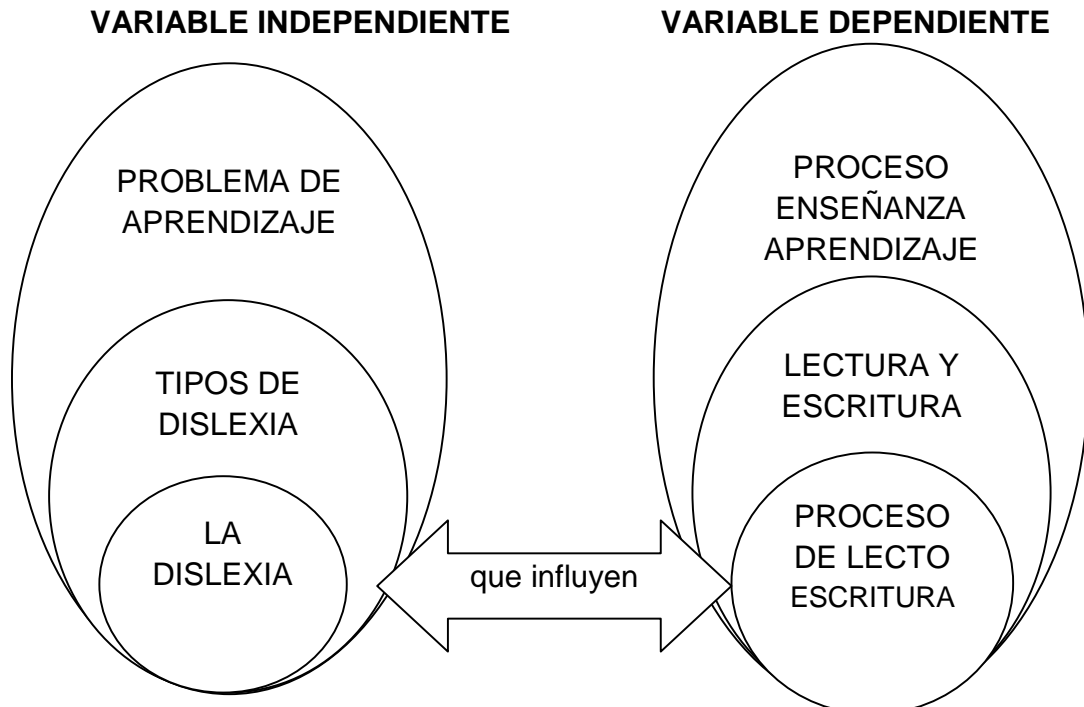 VARIABLE INDEPENDIENTE
VARIABLE DEPENDIENTE
PROBLEMA DE
APRENDIZAJE
TIPOS DE
DISLEXIA
LA
DISLEXIA
que influyen
PROCESO
ENSEÑANZA
APRENDIZAJE
LECTURA Y
ESCRITURA
PROCESO
DE LECTO
ESCRITURA